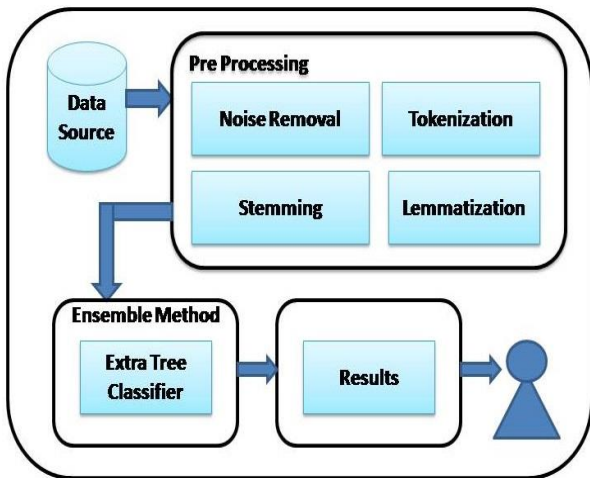 Data
Source
Pre Processing
Noise Removal
Tokenization
Stemming
Lemmatization
Ensemble Method
Extra Tree
Classifier
Results